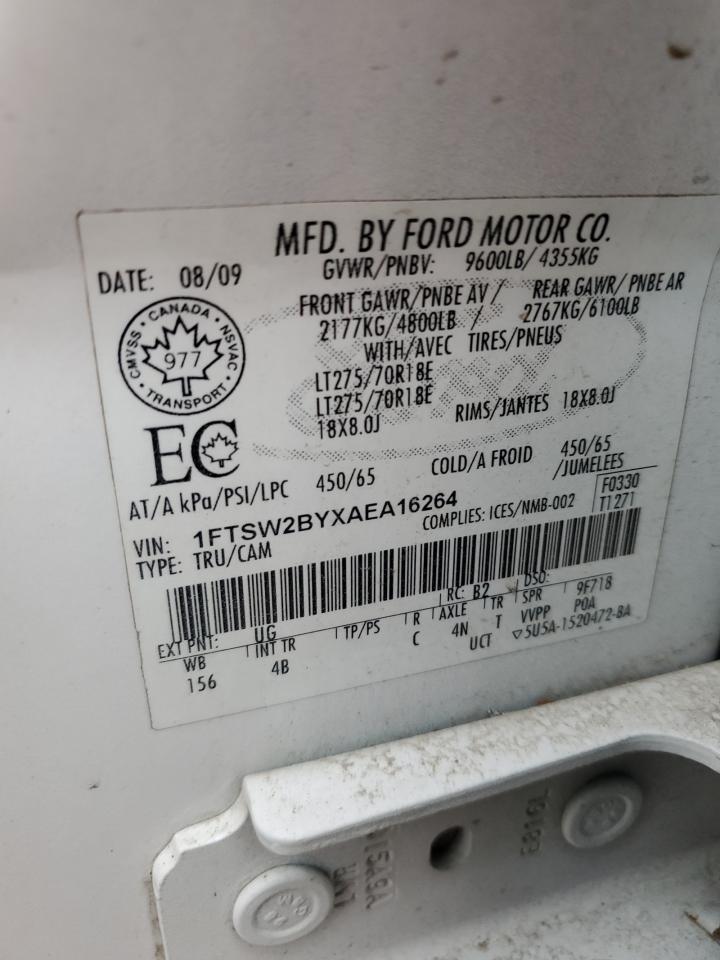 MFD. BY FORD MOTOR CO.
DATE: 08/09
GVWR/PNBV: 9600LB/ 4355KG
FRONT GAWR/PNBE AV / REAR GAWR/ PNBE AR
2177KG/4800LB / 2767KG/6100LB
WITH/AVEC TIRES/PNEUS
LT275/70R18E
LT275/70R18E
18X8.0J
RIMS/JANTES 18X8.0J
CMVSS • CANADA • NSVAC • TRANSPORT •
977
EC
AT/A kPa/PSI/LPC 450/65 COLD/A FROID 450/65
/JUMELEES
VIN: 1FTSW2BYXAEA16264
COMPLIES: ICES/NMB-002
F0330
T1271
TYPE: TRU/CAM
EXT PNT: UG RC: B2 DSO:
WB INT TR TP/PS R AXLE TR SPR 9F718
156 4B C 4N T VVPP POA
UCT ▽5U5A-1520472-BA